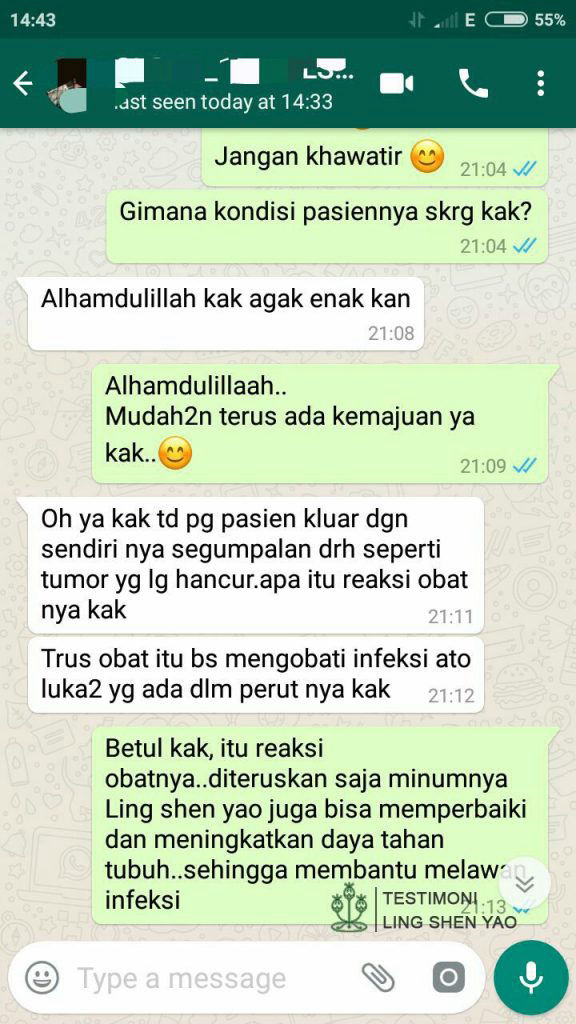 14:43
E
55%
LS...
last seen today at 14:33
Jangan khawatir 😊
21:04
Gimana kondisi pasiennya skrg kak?
21:04
Alhamdulillah kak agak enak kan
21:08
Alhamdulillaah..
Mudah2n terus ada kemajuan ya
kak..😊
21:09
Oh ya kak td pg pasien kluar dgn
sendiri nya segumpalan drh seperti
tumor yg lg hancur.apa itu reaksi obat
nya kak
21:11
Trus obat itu bs mengobati infeksi ato
luka2 yg ada dlm perut nya kak
21:12
Betul kak, itu reaksi
obatnya..diteruskan saja minumnya
Ling shen yao juga bisa memperbaiki
dan meningkatkan daya tahan
tubuh..sehingga membantu melawan
infeksi
21:13
TESTIMONI
LING SHEN YAO
Type a message